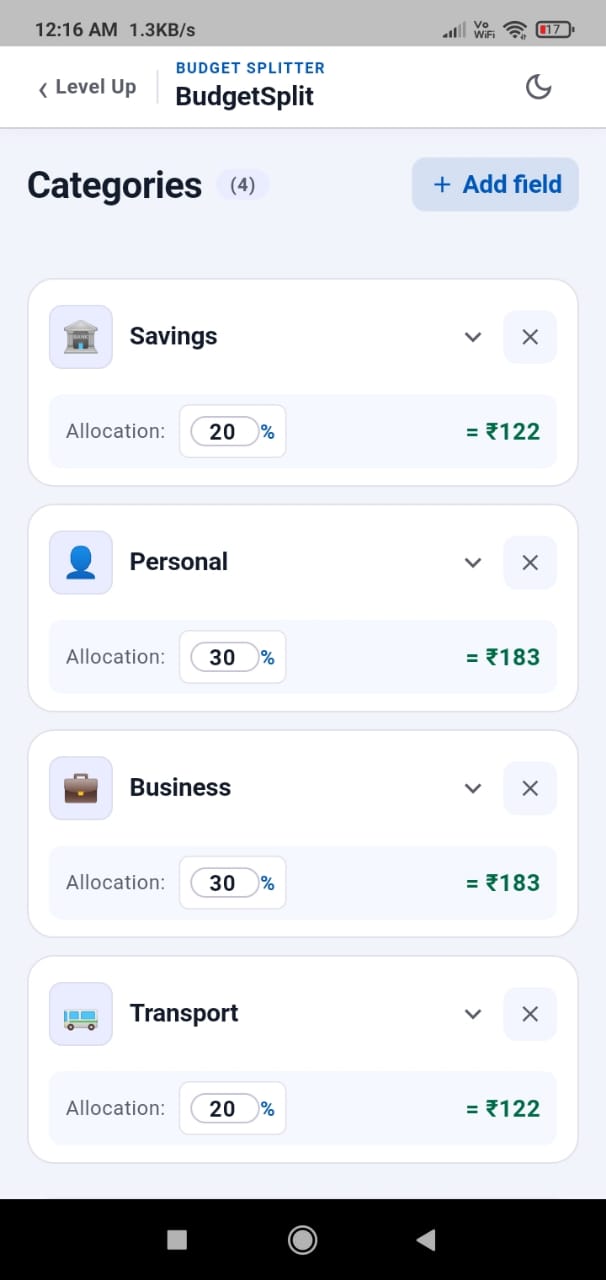 12:16 AM 1.3KB/s
Vo WiFi 17
‹ Level Up
BUDGET SPLITTER
BudgetSplit
Categories (4)
+ Add field
BANK
Savings
Allocation: 20 % = ₹122
Personal
Allocation: 30 % = ₹183
Business
Allocation: 30 % = ₹183
Transport
Allocation: 20 % = ₹122